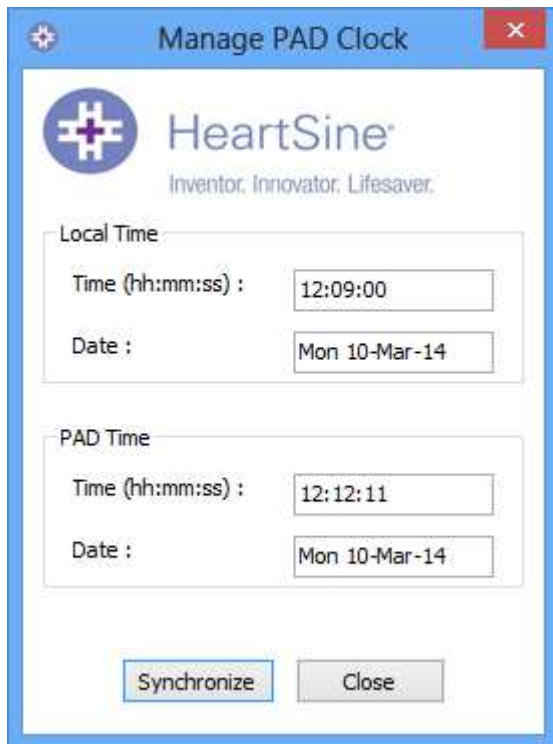 Manage PAD Clock
HeartSine
Inventor. Innovator. Lifesaver.
Local Time
Time (hh:mm:ss) : 12:09:00
Date : Mon 10-Mar-14
PAD Time
Time (hh:mm:ss) : 12:12:11
Date : Mon 10-Mar-14
Synchronize Close